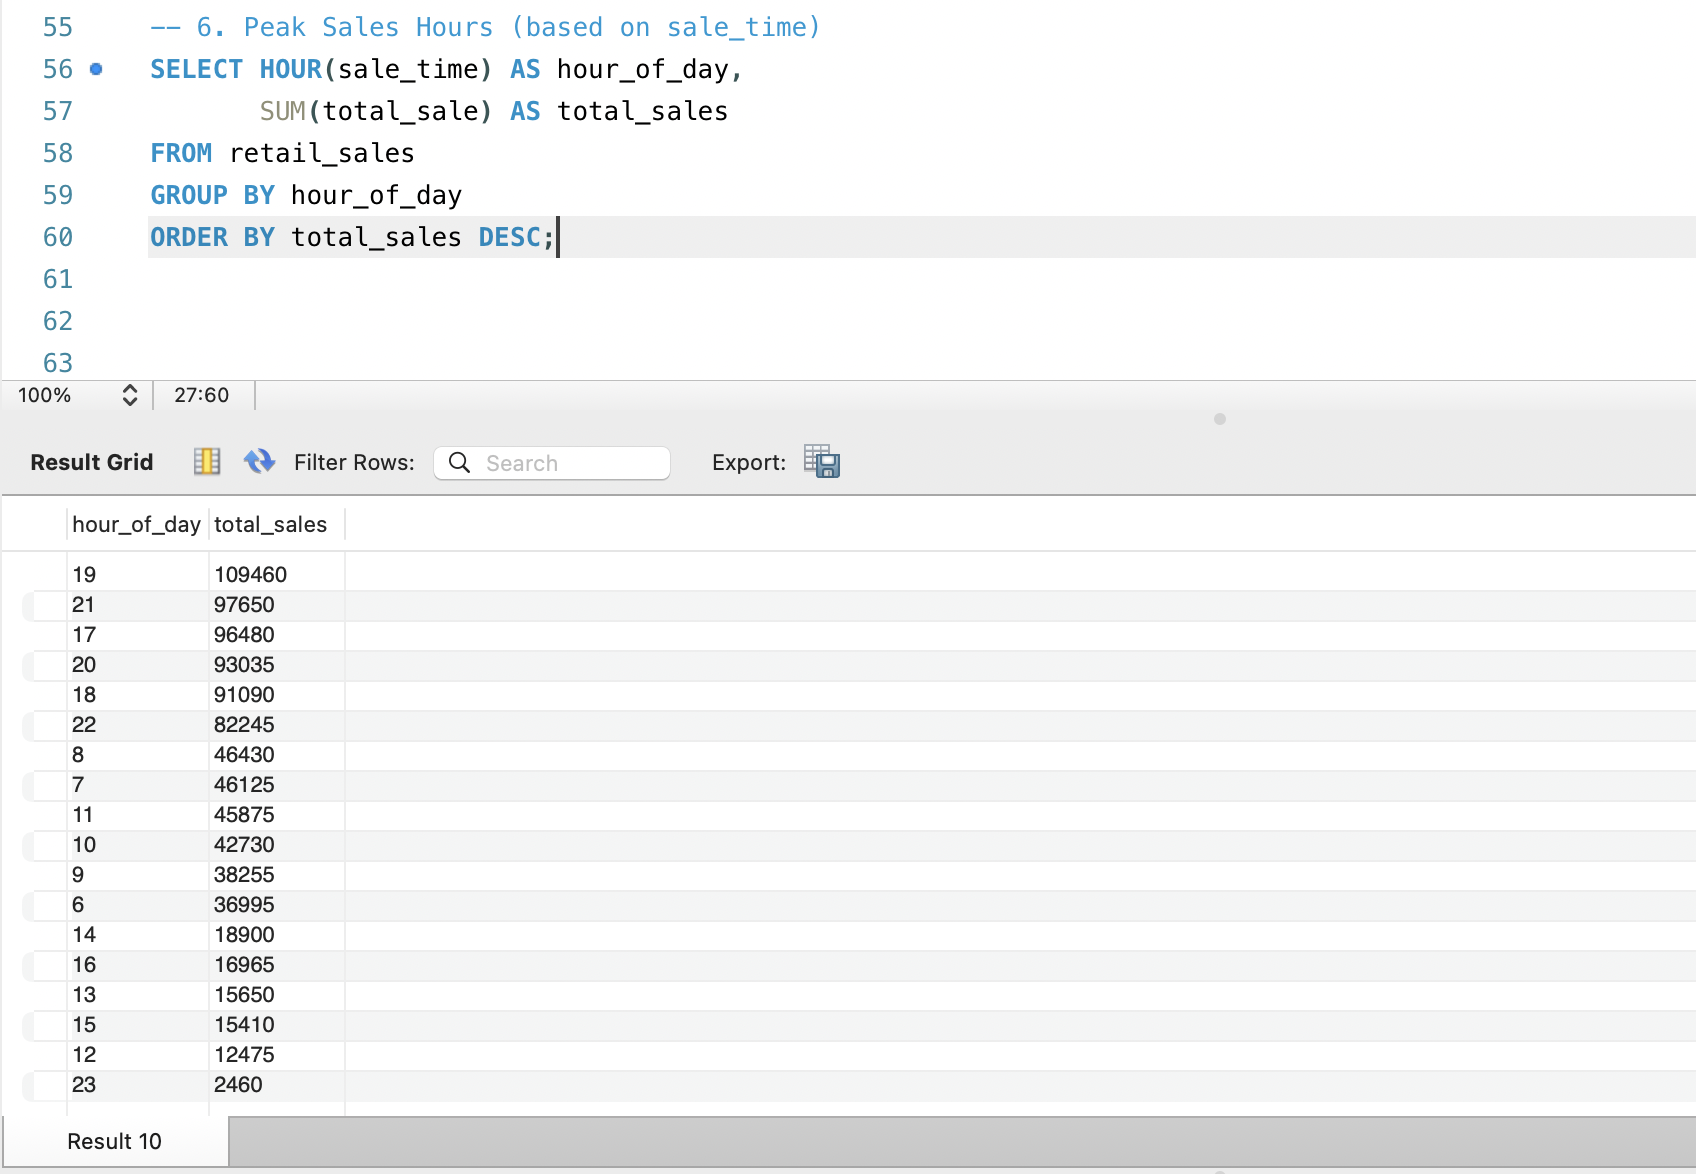 55 -- 6. Peak Sales Hours (based on sale_time)
56 SELECT HOUR(sale_time) AS hour_of_day,
57 SUM(total_sale) AS total_sales
58 FROM retail_sales
59 GROUP BY hour_of_day
60 ORDER BY total_sales DESC;
61
62
63
100% 27:60
Result Grid Filter Rows: Search Export:
hour_of_day total_sales
19 109460
21 97650
17 96480
20 93035
18 91090
22 82245
8 46430
7 46125
11 45875
10 42730
9 38255
6 36995
14 18900
16 16965
13 15650
15 15410
12 12475
23 2460
Result 10